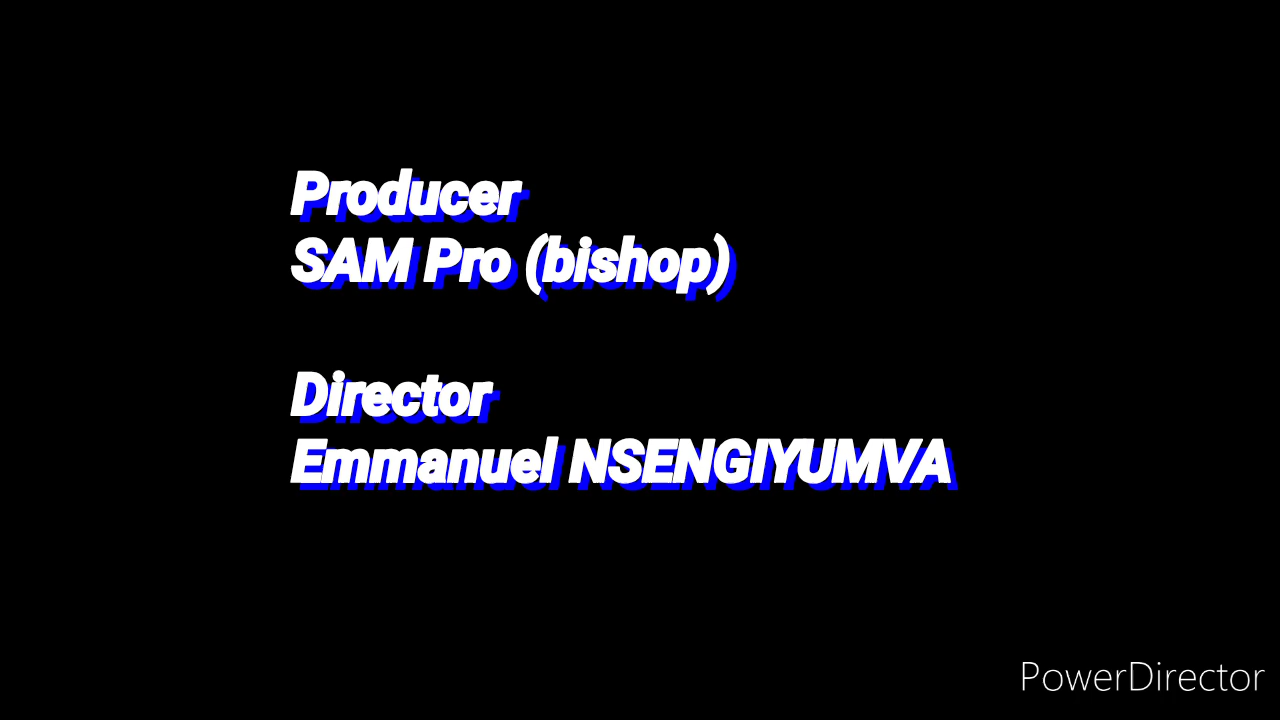 Producer
SAM Pro (bishop)
Director
Emmanuel NSENGIYUMVA
PowerDirector